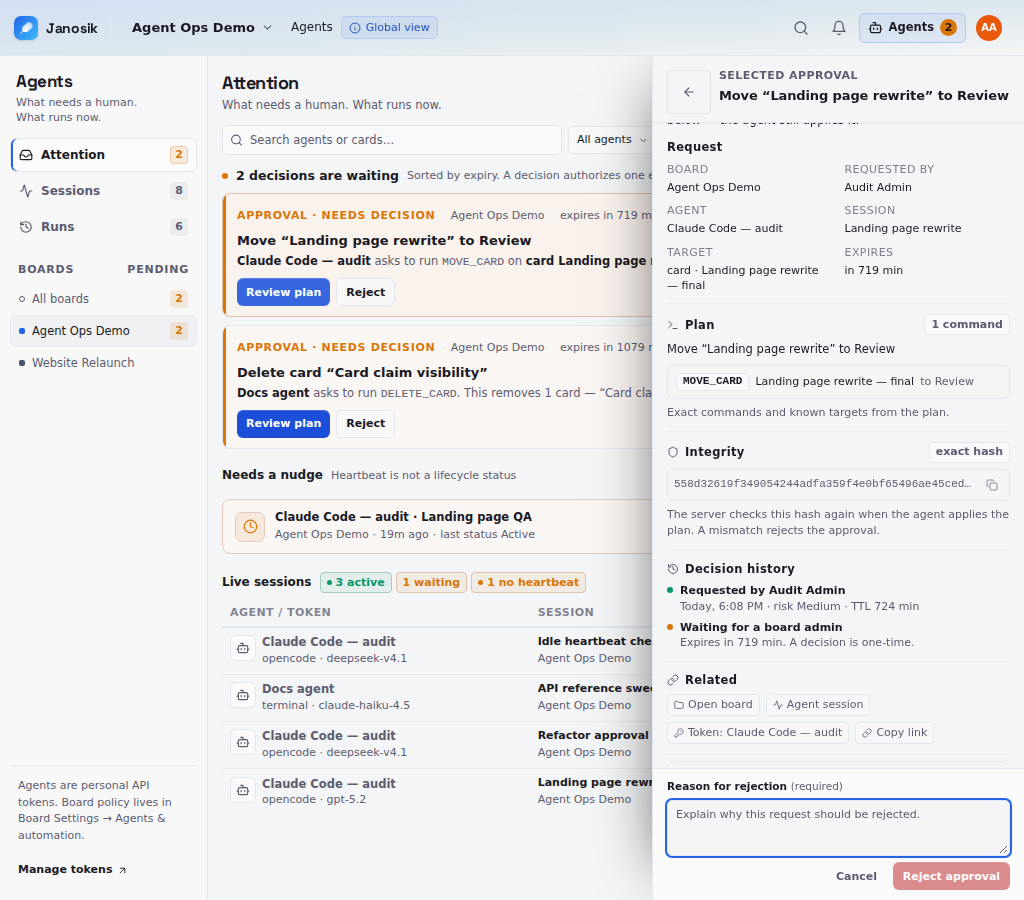 Janosik
Agent Ops Demo
Agents
Global view
Agents 2
AA
Agents
What needs a human.
What runs now.
Attention 2
Sessions 8
Runs 6
BOARDS PENDING
All boards 2
Agent Ops Demo 2
Website Relaunch
Agents are personal API
tokens. Board policy lives in
Board Settings → Agents &
automation.
Manage tokens
Attention
What needs a human. What runs now.
Search agents or cards…
All agents
2 decisions are waiting Sorted by expiry. A decision authorizes one
APPROVAL · NEEDS DECISION Agent Ops Demo · expires in 719 m
Move “Landing page rewrite” to Review
Claude Code — audit asks to run MOVE_CARD on card Landing page
Review plan
Reject
APPROVAL · NEEDS DECISION Agent Ops Demo · expires in 1079
Delete card “Card claim visibility”
Docs agent asks to run DELETE_CARD. This removes 1 card — “Card cla
Review plan
Reject
Needs a nudge Heartbeat is not a lifecycle status
Claude Code — audit · Landing page QA
Agent Ops Demo · 19m ago · last status Active
Live sessions
3 active
1 waiting
1 no heartbeat
AGENT / TOKEN SESSION
Claude Code — audit Idle heartbeat che
opencode · deepseek-v4.1 Agent Ops Demo
Docs agent API reference swe
terminal · claude-haiku-4.5 Agent Ops Demo
Claude Code — audit Refactor approval
opencode · deepseek-v4.1 Agent Ops Demo
Claude Code — audit Landing page rew
opencode · gpt-5.2 Agent Ops Demo
SELECTED APPROVAL
Move “Landing page rewrite” to Review
Request
BOARD REQUESTED BY
Agent Ops Demo Audit Admin
AGENT SESSION
Claude Code — audit Landing page rewrite
TARGET EXPIRES
card · Landing page rewrite in 719 min
— final
Plan 1 command
Move “Landing page rewrite” to Review
MOVE_CARD Landing page rewrite — final to Review
Exact commands and known targets from the plan.
Integrity exact hash
558d32619f349054244adfa359f4e0bf65496ae45ced…
The server checks this hash again when the agent applies the
plan. A mismatch rejects the approval.
Decision history
Requested by Audit Admin
Today, 6:08 PM · risk Medium · TTL 724 min
Waiting for a board admin
Expires in 719 min. A decision is one-time.
Related
Open board
Agent session
Token: Claude Code — audit
Copy link
Reason for rejection (required)
Explain why this request should be rejected.
Cancel
Reject approval